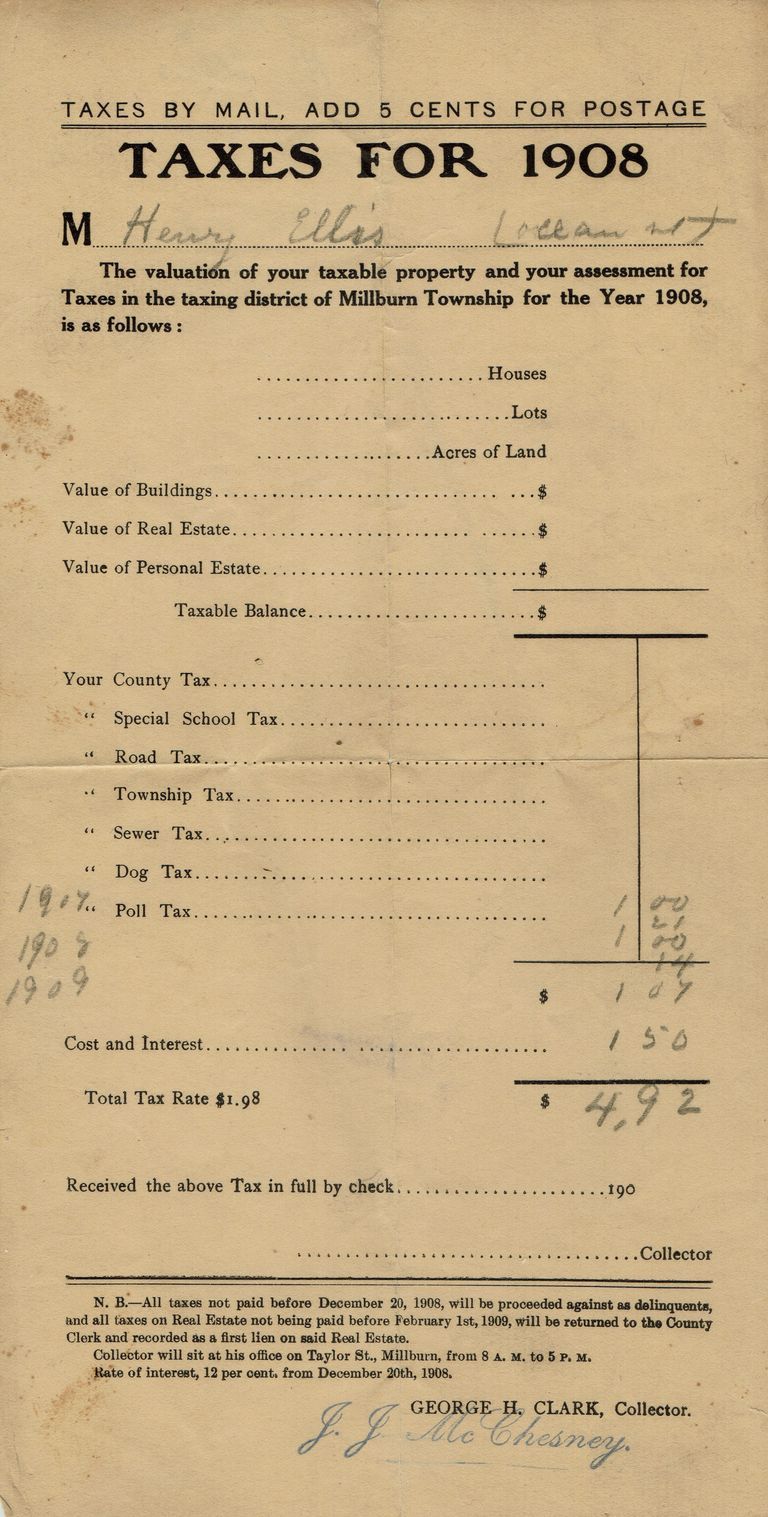 TAXES BY MAIL, ADD 5 CENTS FOR POSTAGE
TAXES FOR 1908
M Henry Ellis Locean st
The valuation of your taxable property and your assessment for
Taxes in the taxing district of Millburn Township for the Year 1908,
is as follows:
........................Houses
..........................Lots
..................Acres of Land
Value of Buildings................................ ...$
Value of Real Estate........................... ......$
Value of Personal Estate..............................$
Taxable Balance.........................$
Your County Tax...................................
“ Special School Tax............................
“ Road Tax....................................
“ Township Tax................................
“ Sewer Tax...................................
“ Dog Tax.....................................
1907 “ Poll Tax..................................... 1 00
21
1908 1 00
14
1909 $ 1 07
Cost and Interest............... .................... 1 50
Total Tax Rate $1.98 $ 4,92
Received the above Tax in full by check.......................190
....................................Collector
N. B.—All taxes not paid before December 20, 1908, will be proceeded against as delinquents,
and all taxes on Real Estate not being paid before February 1st, 1909, will be returned to the County
Clerk and recorded as a first lien on said Real Estate.
Collector will sit at his office on Taylor St., Millburn, from 8 A. M. to 5 P. M.
Rate of interest, 12 per cent. from December 20th, 1908.
GEORGE H. CLARK, Collector.
J. J. McChesney.